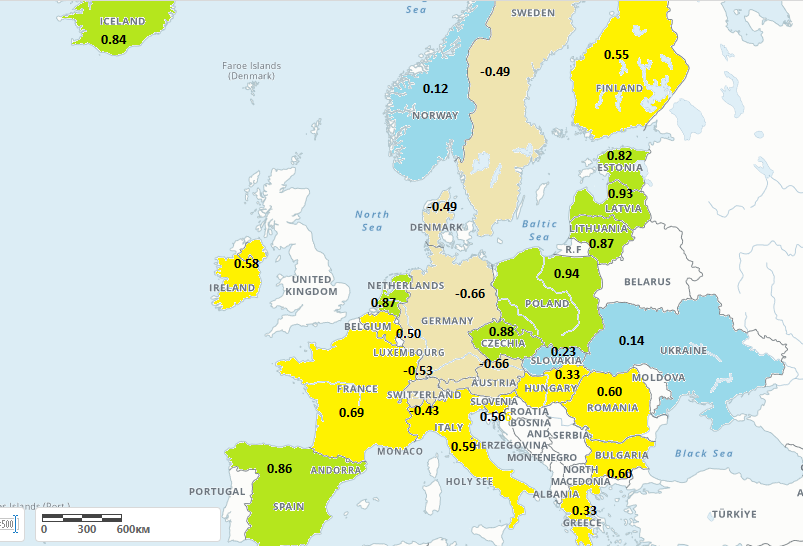 ICELAND
0.84
Faroe Islands
(Denmark)
Sea
SWEDEN
-0.49
0.12
NORWAY
0.55
FINLAND
0.82
ESTONIA
0.93
LATVIA
LITHUANIA
0.87
R.F
North
Sea
-0.49
DENMARK
Baltic
Sea
0.58
IRELAND
UNITED
KINGDOM
NETHERLANDS
0.87
BELGIUM
0.50
LUXEMBOURG
-0.66
GERMANY
0.94
POLAND
BELARUS
0.88
CZECHIA
0.23
SLOVAKIA
0.14
UKRAINE
MOLDOVA
-0.53
-0.66
AUSTRIA
0.33
HUNGARY
FRANCE
0.69
SWITZERLAND
-0.43
SLOVENIA
0.56
0.60
ROMANIA
ITALY
0.59
CROATIA
BOSNIA
AND
HERZEGOVINA
SERBIA
MONTENEGRO
MONACO
HOLY SEE
BULGARIA
0.60
Black Sea
NORTH
MACEDONIA
ALBANIA
0.33
GREECE
TÜRKİYE
0.86
ANDORRA
PORTUGAL
SPAIN
Islands (Port.)
=500
0 300 600км